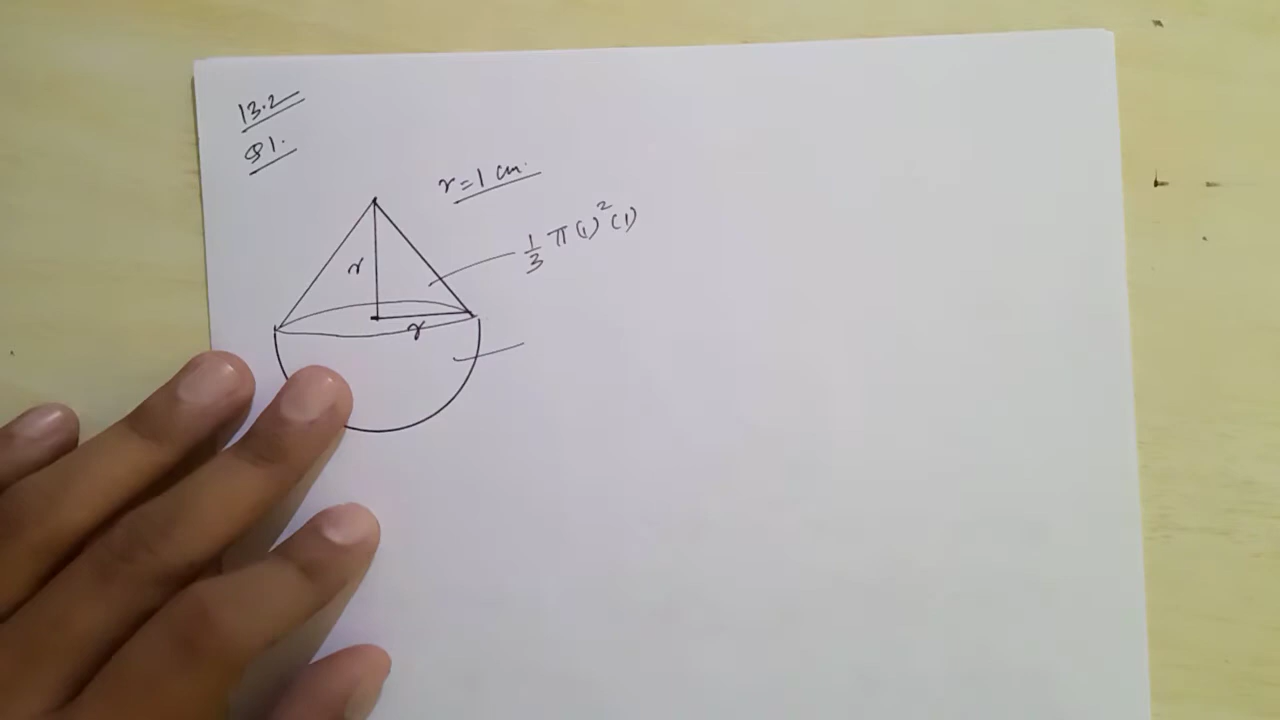 13.2
Q1.
r=1 cm.
1/3 π(1)²(1)
r
r